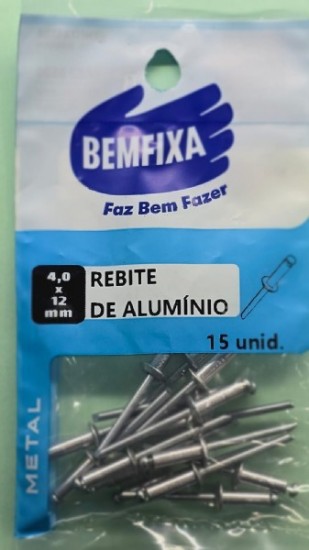 BEMFIXA
Faz Bem Fazer
4,0
x
12
mm
REBITE
DE ALUMÍNIO
15 unid.
METAL